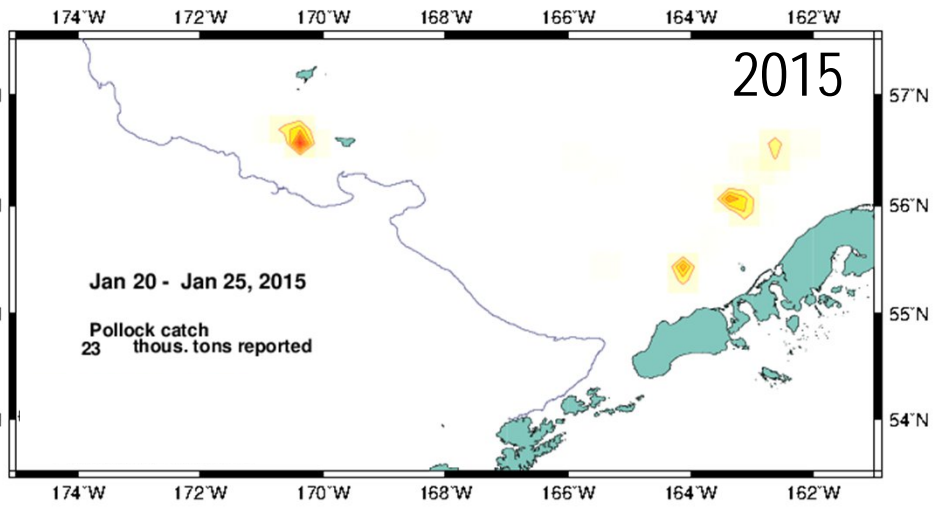 174°W 172°W 170°W 168°W 166°W 164°W 162°W
2015
57°N
56°N
Jan 20 - Jan 25, 2015
55°N
Pollock catch
23 thous. tons reported
54°N
174°W 172°W 170°W 168°W 166°W 164°W 162°W